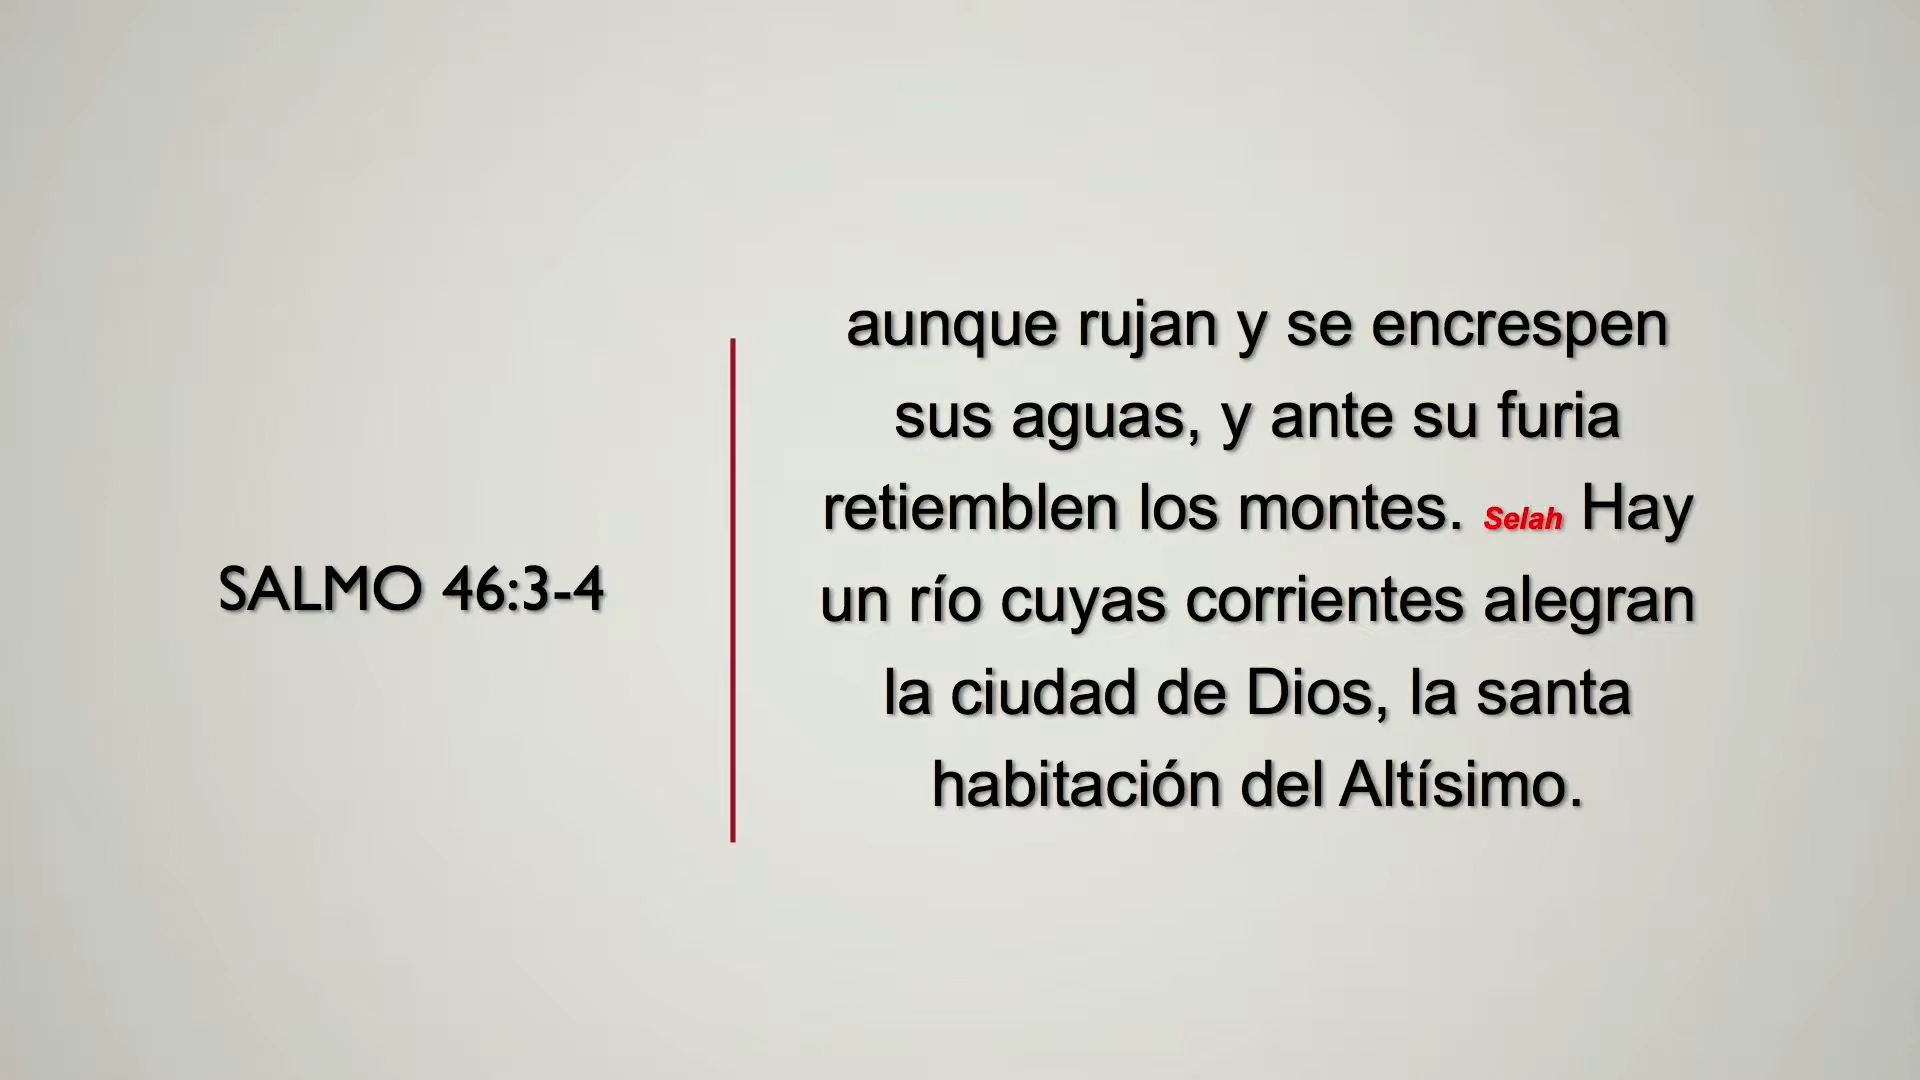 SALMO 46:3-4
aunque rujan y se encrespen
sus aguas, y ante su furia
retiemblen los montes. Selah Hay
un río cuyas corrientes alegran
la ciudad de Dios, la santa
habitación del Altísimo.